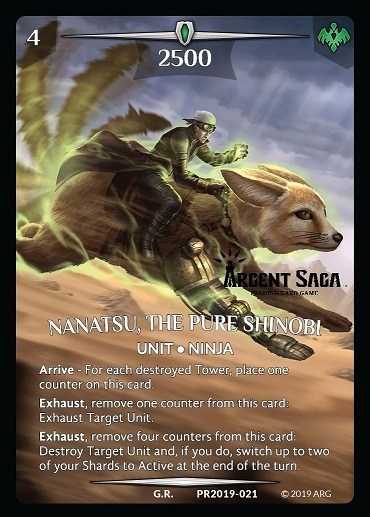 4
2500
ARGENT SAGA
TRADING CARD GAME
NANATSU, THE PURE SHINOBI
UNIT • NINJA
Arrive - For each destroyed Tower, place one
counter on this card.
Exhaust, remove one counter from this card:
Exhaust Target Unit.
Exhaust, remove four counters from this card:
Destroy Target Unit and, if you do, switch up to two
of your Shards to Active at the end of the turn.
G.R. PR2019-021 © 2019 ARG